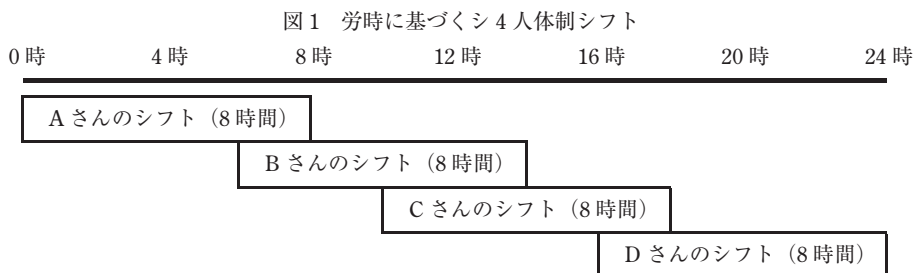 図1 労時に基づくシ4人体制シフト
0時 4時 8時 12時 16時 20時 24時
Aさんのシフト（8時間）
Bさんのシフト（8時間）
Cさんのシフト（8時間）
Dさんのシフト（8時間）